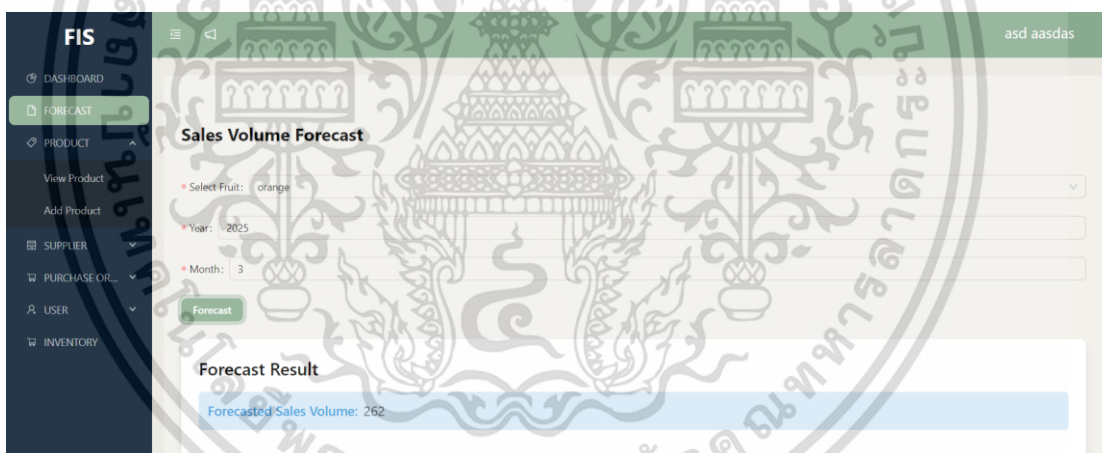 FIS
asd aasdas
DASHBOARD
FORECAST
PRODUCT
View Product
Add Product
SUPPLIER
PURCHASE OR...
USER
INVENTORY
Sales Volume Forecast
* Select Fruit: orange
* Year: 2025
* Month: 3
Forecast
Forecast Result
Forecasted Sales Volume: 262